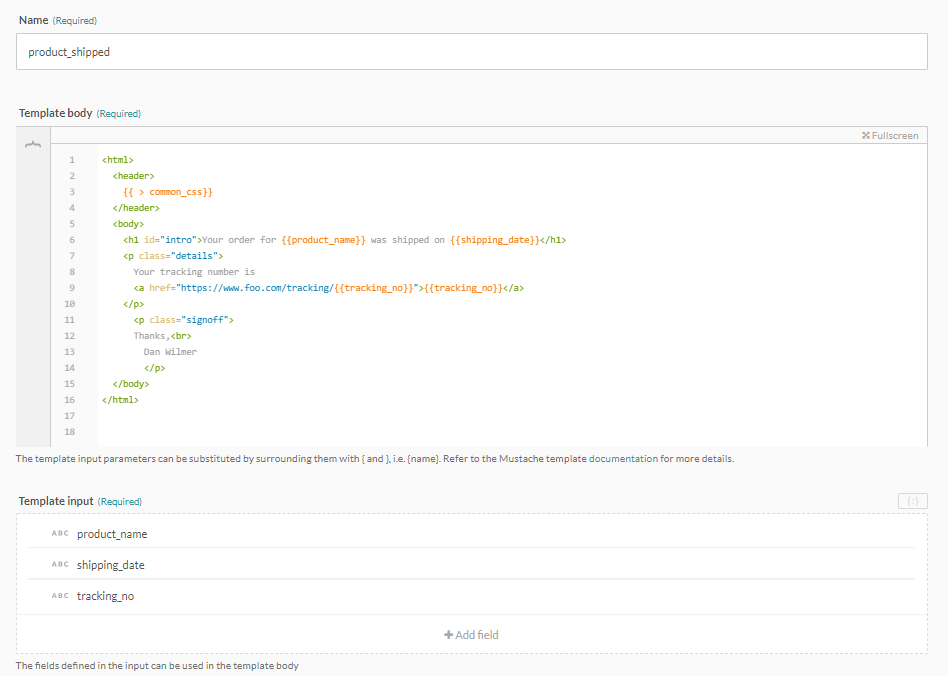 Name (Required)
product_shipped
Template body (Required)
Fullscreen
1 <html>
2 <header>
3 {{ > common_css}}
4 </header>
5 <body>
6 <h1 id="intro">Your order for {{product_name}} was shipped on {{shipping_date}}</h1>
7 <p class="details">
8 Your tracking number is
9 <a href="https://www.foo.com/tracking/{{tracking_no}}">{{tracking_no}}</a>
10 </p>
11 <p class="signoff">
12 Thanks,<br>
13 Dan Wilmer
14 </p>
15 </body>
16 </html>
17
18
The template input parameters can be substituted by surrounding them with { and }, i.e. {name}. Refer to the Mustache template documentation for more details.
Template input (Required)
{:}
ABC product_name
ABC shipping_date
ABC tracking_no
+ Add field
The fields defined in the input can be used in the template body